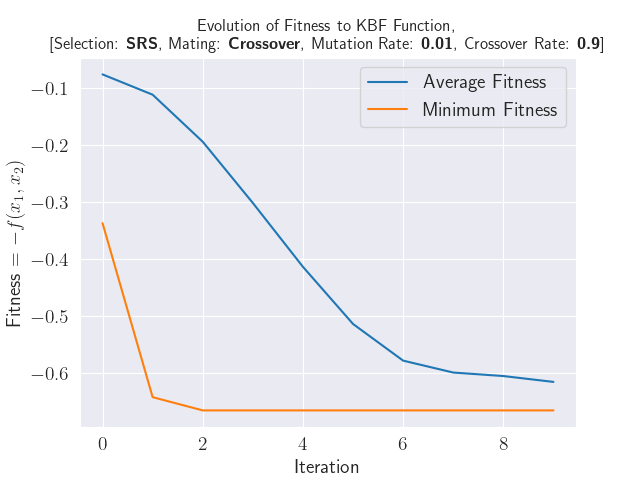 Evolution of Fitness to KBF Function,
[Selection: SRS, Mating: Crossover, Mutation Rate: 0.01, Crossover Rate: 0.9]
Average Fitness
Minimum Fitness
Fitness = −f(x₁, x₂)
−0.1
−0.2
−0.3
−0.4
−0.5
−0.6
0 2 4 6 8
Iteration